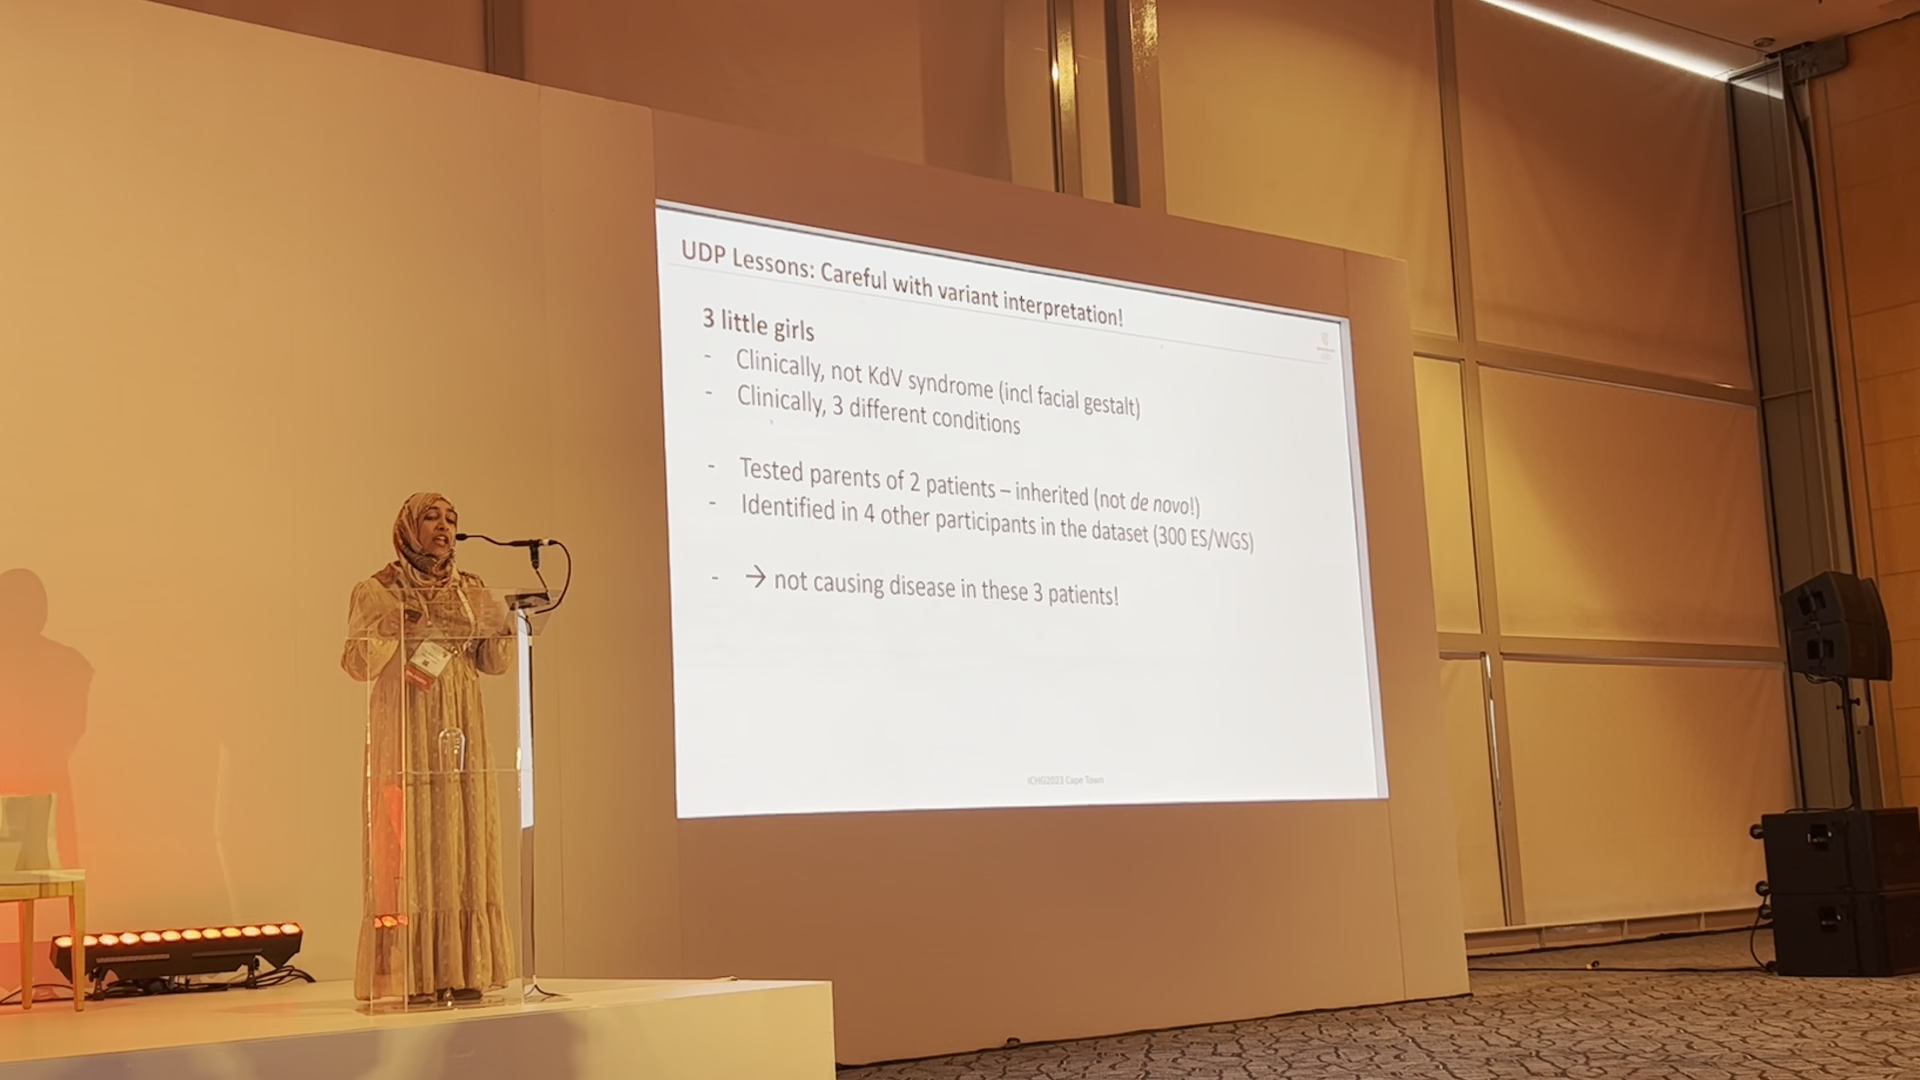 UDP Lessons: Careful with variant interpretation!
3 little girls
- Clinically, not KdV syndrome (incl facial gestalt)
- Clinically, 3 different conditions
- Tested parents of 2 patients – inherited (not de novo!)
- Identified in 4 other participants in the dataset (300 ES/WGS)
- → not causing disease in these 3 patients!
ICHG2023 Cape Town